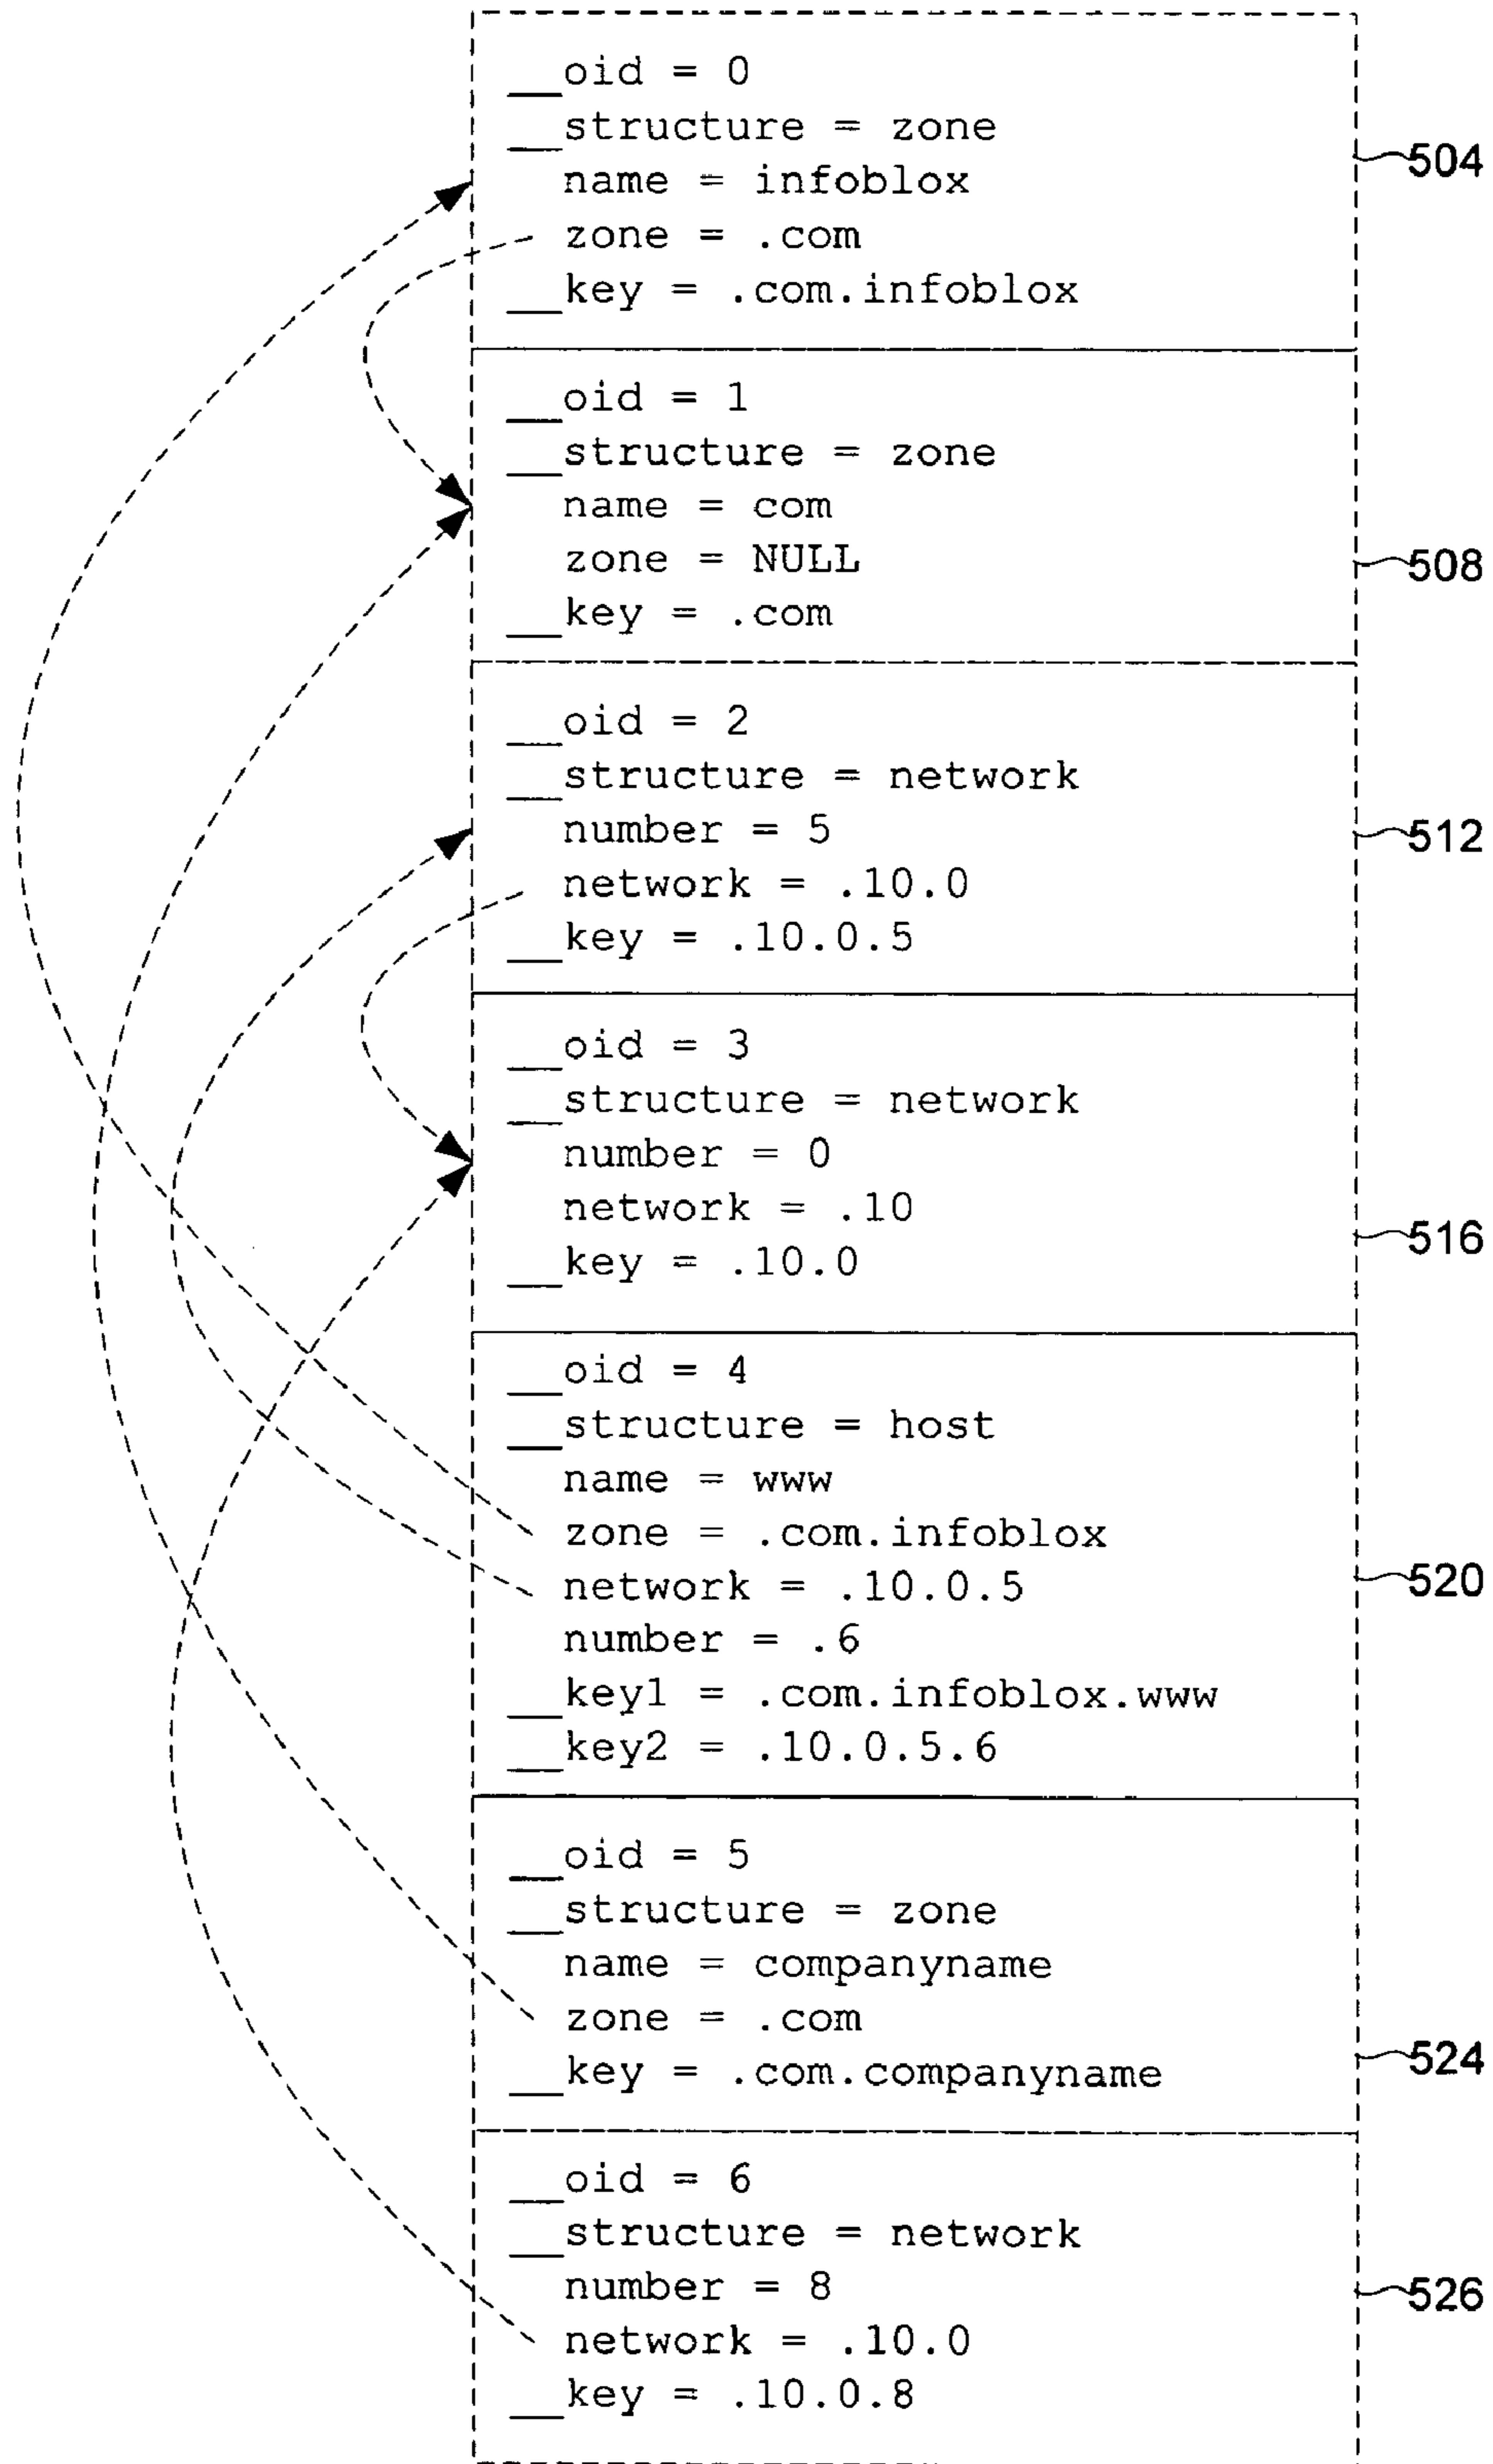 __oid = 0
__structure = zone
name = infoblox
zone = .com
__key = .com.infoblox
504
__oid = 1
__structure = zone
name = com
zone = NULL
__key = .com
508
__oid = 2
__structure = network
number = 5
network = .10.0
__key = .10.0.5
512
__oid = 3
__structure = network
number = 0
network = .10
__key = .10.0
516
__oid = 4
__structure = host
name = www
zone = .com.infoblox
network = .10.0.5
number = .6
__key1 = .com.infoblox.www
__key2 = .10.0.5.6
520
__oid = 5
__structure = zone
name = companyname
zone = .com
__key = .com.companyname
524
__oid = 6
__structure = network
number = 8
network = .10.0
__key = .10.0.8
526